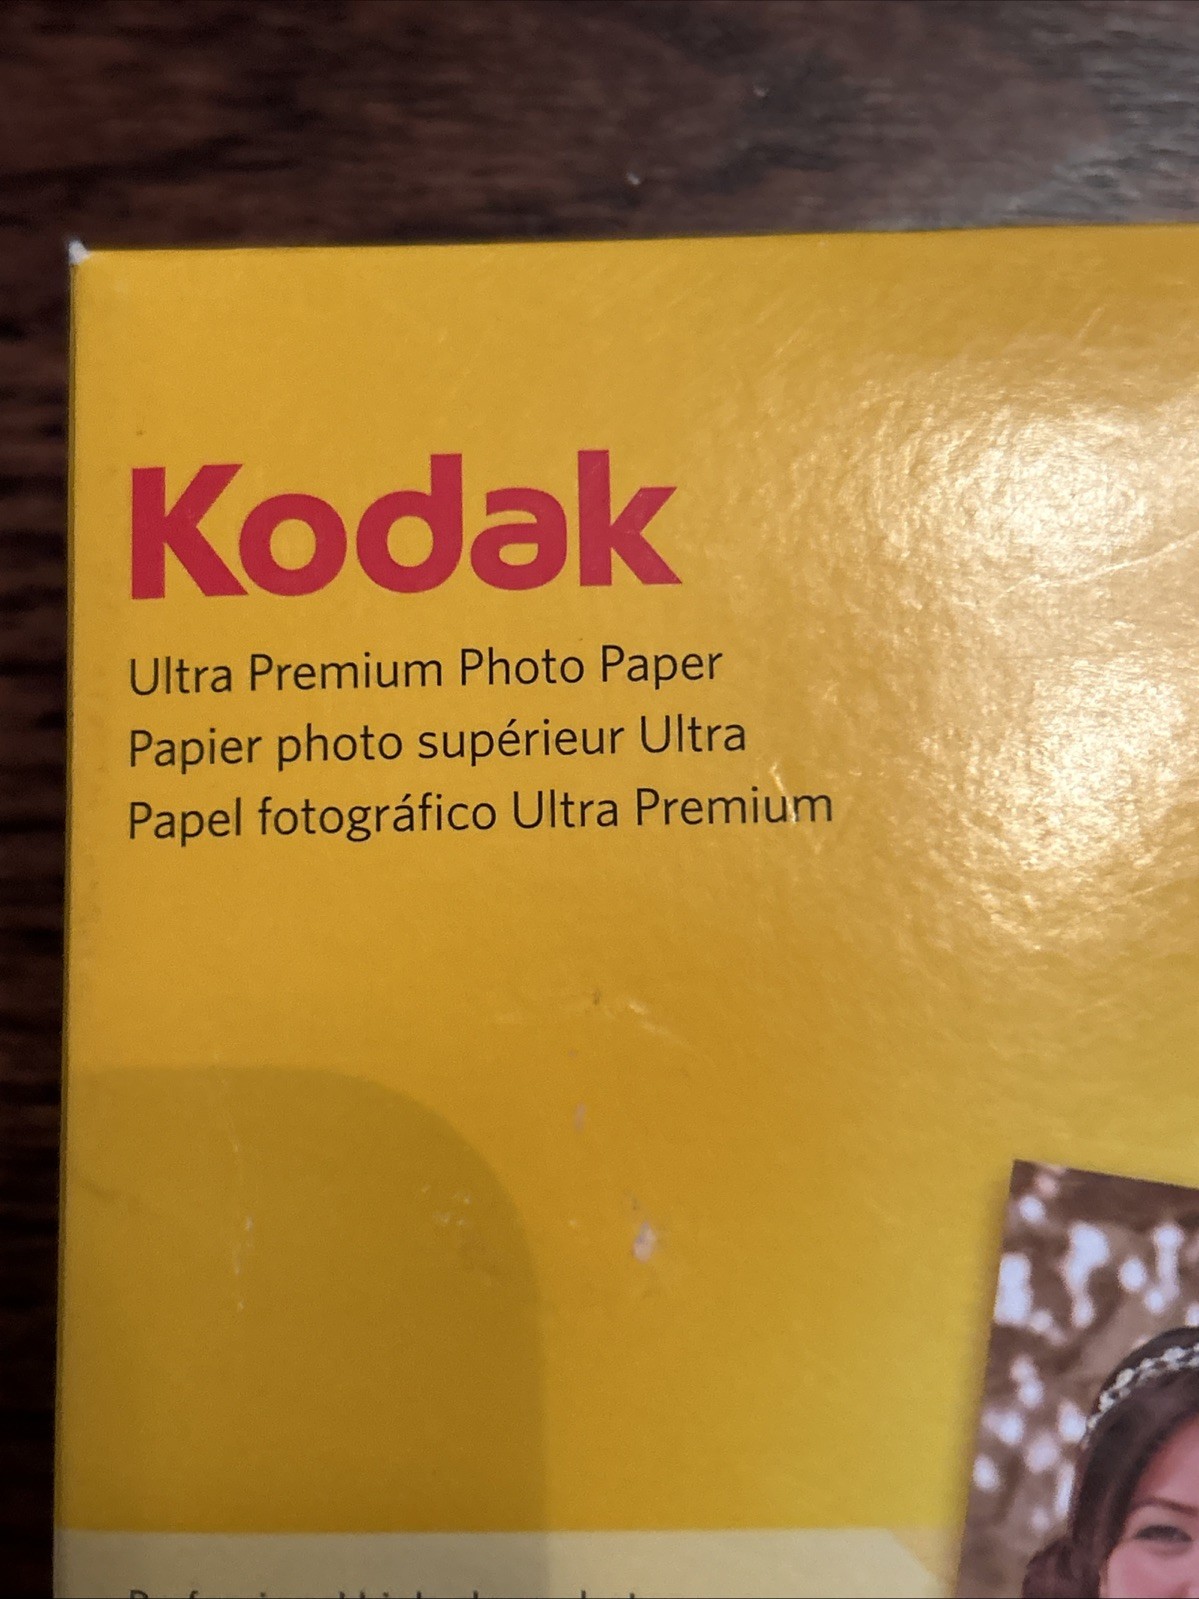 Kodak
Ultra Premium Photo Paper
Papier photo supérieur Ultra
Papel fotográfico Ultra Premium